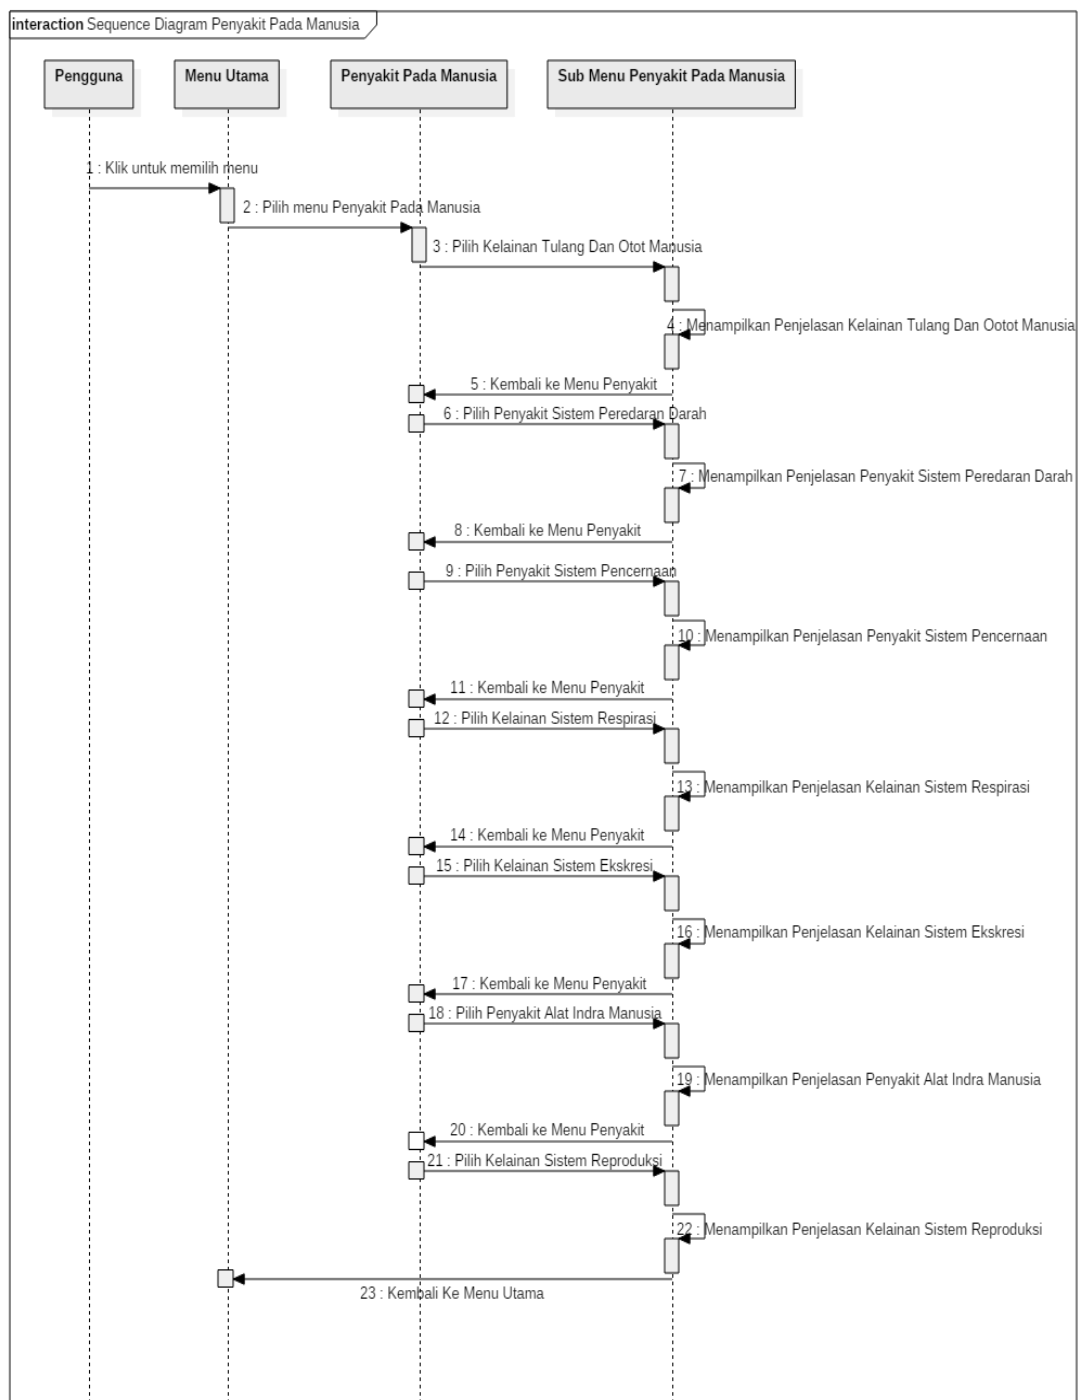 interaction Sequence Diagram Penyakit Pada Manusia
Pengguna
Menu Utama
Penyakit Pada Manusia
Sub Menu Penyakit Pada Manusia
1 : Klik untuk memilih menu
2 : Pilih menu Penyakit Pada Manusia
3 : Pilih Kelainan Tulang Dan Otot Manusia
4 : Menampilkan Penjelasan Kelainan Tulang Dan Ootot Manusia
5 : Kembali ke Menu Penyakit
6 : Pilih Penyakit Sistem Peredaran Darah
7 : Menampilkan Penjelasan Penyakit Sistem Peredaran Darah
8 : Kembali ke Menu Penyakit
9 : Pilih Penyakit Sistem Pencernaan
10 : Menampilkan Penjelasan Penyakit Sistem Pencernaan
11 : Kembali ke Menu Penyakit
12 : Pilih Kelainan Sistem Respirasi
13 : Menampilkan Penjelasan Kelainan Sistem Respirasi
14 : Kembali ke Menu Penyakit
15 : Pilih Kelainan Sistem Ekskresi
16 : Menampilkan Penjelasan Kelainan Sistem Ekskresi
17 : Kembali ke Menu Penyakit
18 : Pilih Penyakit Alat Indra Manusia
19 : Menampilkan Penjelasan Penyakit Alat Indra Manusia
20 : Kembali ke Menu Penyakit
21 : Pilih Kelainan Sistem Reproduksi
22 : Menampilkan Penjelasan Kelainan Sistem Reproduksi
23 : Kembali Ke Menu Utama